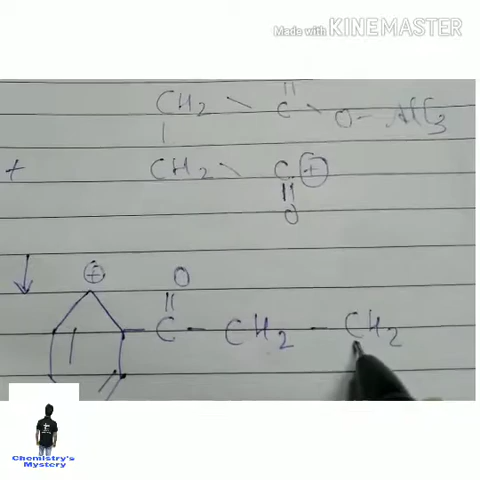 Made with KINEMASTER
CH2 C
O - AlCl3
+ CH2 C +
O
+ O
C - CH2 - CH2
Chemistry's
Mystery